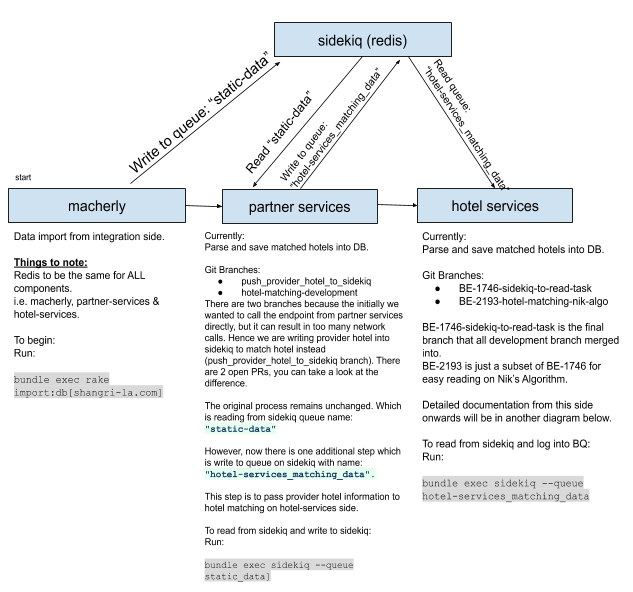 sidekiq (redis)
Write to queue: “static-data”
Read “static-data”
Write to queue:
“hotel-services_matching_data”
Read queue:
“hotel-services_matching_data”
start
macherly
partner services
hotel services
Data import from integration side.
Things to note:
Redis to be the same for ALL
components.
i.e. macherly, partner-services &
hotel-services.
To begin:
Run:
bundle exec rake
import:db[shangri-la.com]
Currently:
Parse and save matched hotels into DB.
Git Branches:
● push_provider_hotel_to_sidekiq
● hotel-matching-development
There are two branches because the initially we
wanted to call the endpoint from partner services
directly, but it can result in too many network
calls. Hence we are writing provider hotel into
sidekiq to match hotel instead
(push_provider_hotel_to_sidekiq branch). There
are 2 open PRs, you can take a look at the
difference.
The original process remains unchanged. Which
is reading from sidekiq queue name:
"static-data"
However, now there is one additional step which
is write to queue on sidekiq with name:
"hotel-services_matching_data".
This step is to pass provider hotel information to
hotel matching on hotel-services side.
To read from sidekiq and write to sidekiq:
Run:
bundle exec sidekiq --queue
static_data]
Currently:
Parse and save matched hotels into DB.
Git Branches:
● BE-1746-sidekiq-to-read-task
● BE-2193-hotel-matching-nik-algo
BE-1746-sidekiq-to-read-task is the final
branch that all development branch merged
into.
BE-2193 is just a subset of BE-1746 for
easy reading on Nik's Algorithm.
Detailed documentation from this side
onwards will be in another diagram below.
To read from sidekiq and log into BQ:
Run:
bundle exec sidekiq --queue
hotel-services_matching_data